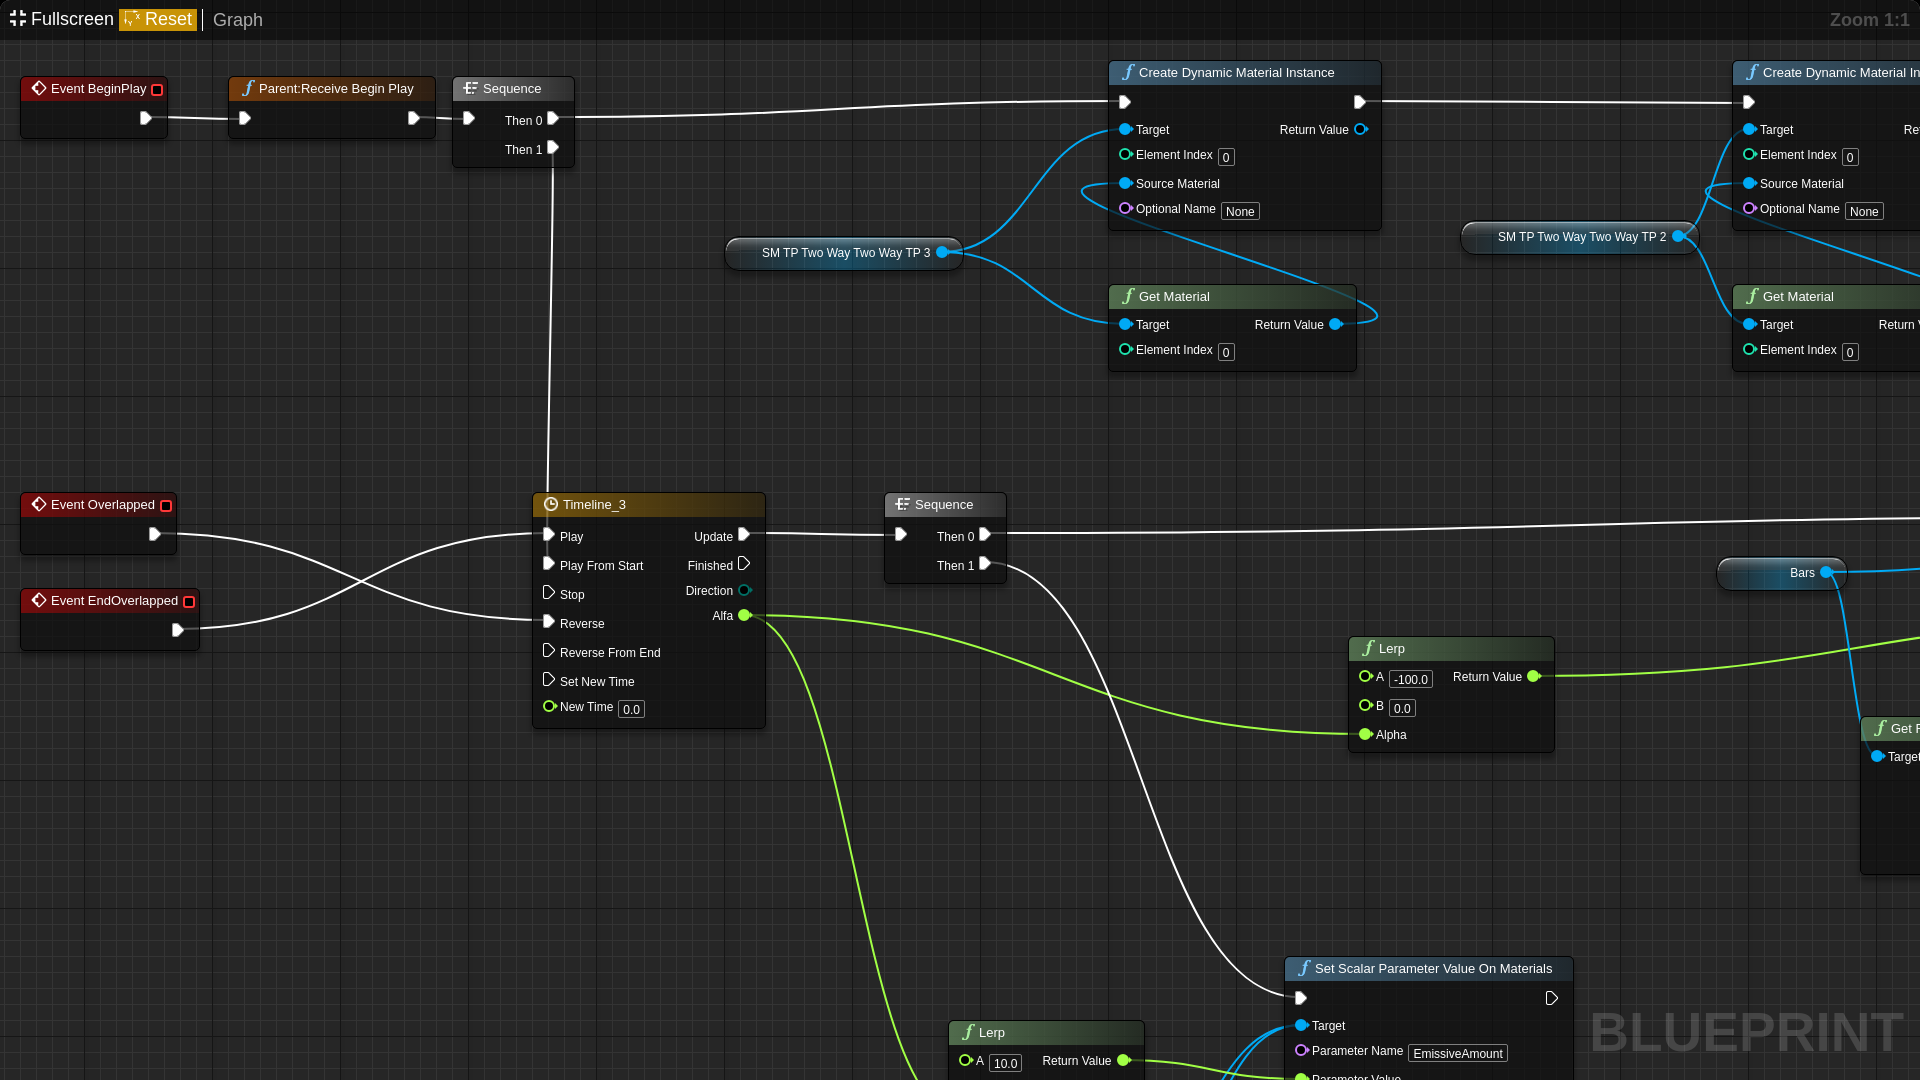 Fullscreen Reset Graph
Zoom 1:1
Event BeginPlay
Parent:Receive Begin Play
Sequence
Then 0
Then 1
Create Dynamic Material Instance
Target
Return Value
Element Index 0
Source Material
Optional Name None
Create Dynamic Material In
Target
Re
Element Index 0
Source Material
Optional Name None
SM TP Two Way Two Way TP 3
SM TP Two Way Two Way TP 2
Get Material
Target
Return Value
Element Index 0
Get Material
Target
Return
Element Index 0
Event Overlapped
Event EndOverlapped
Timeline_3
Play
Update
Play From Start
Finished
Stop
Direction
Reverse
Alfa
Reverse From End
Set New Time
New Time 0.0
Sequence
Then 0
Then 1
Bars
Lerp
A -100.0
Return Value
B 0.0
Alpha
Get
Target
Lerp
A 10.0
Return Value
Set Scalar Parameter Value On Materials
Target
Parameter Name EmissiveAmount
Parameter Value
BLUEPRINT